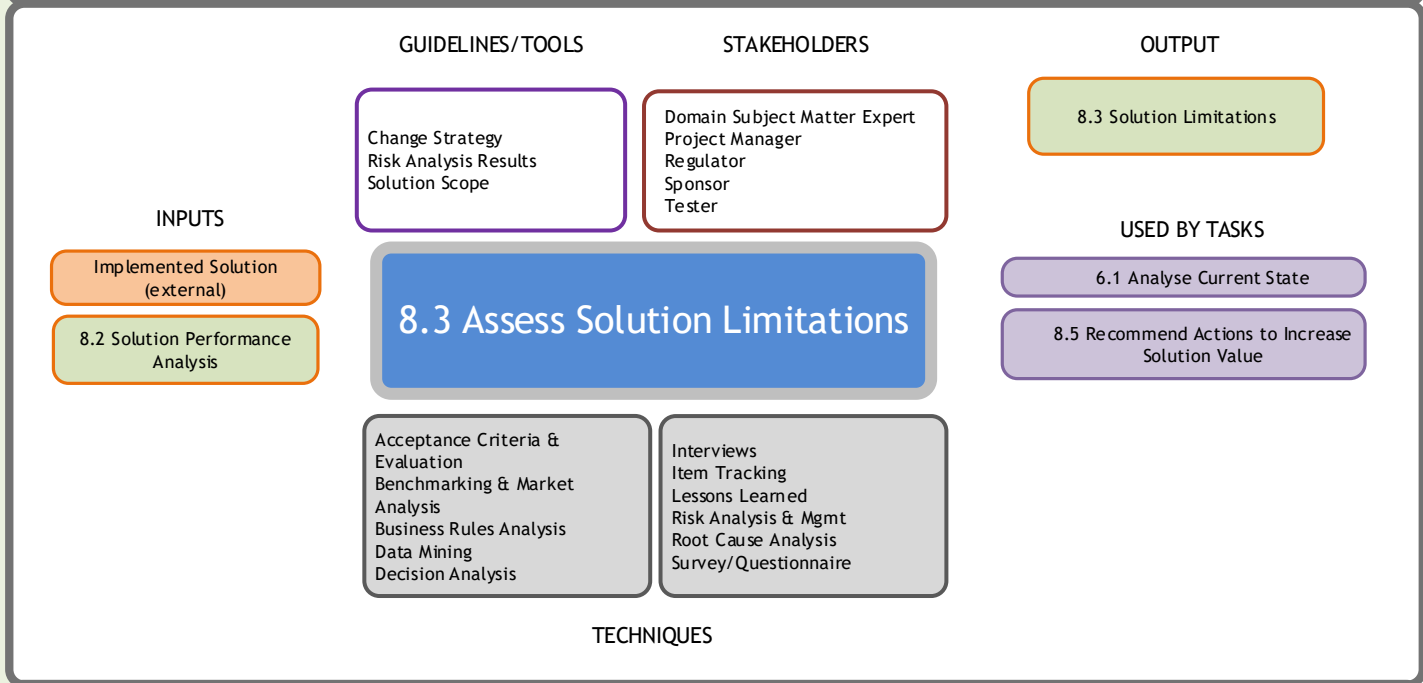 GUIDELINES/TOOLS
STAKEHOLDERS
OUTPUT
Change Strategy
Risk Analysis Results
Solution Scope
Domain Subject Matter Expert
Project Manager
Regulator
Sponsor
Tester
8.3 Solution Limitations
INPUTS
Implemented Solution
(external)
8.2 Solution Performance
Analysis
8.3 Assess Solution Limitations
USED BY TASKS
6.1 Analyse Current State
8.5 Recommend Actions to Increase
Solution Value
Acceptance Criteria &
Evaluation
Benchmarking & Market
Analysis
Business Rules Analysis
Data Mining
Decision Analysis
Interviews
Item Tracking
Lessons Learned
Risk Analysis & Mgmt
Root Cause Analysis
Survey/Questionnaire
TECHNIQUES